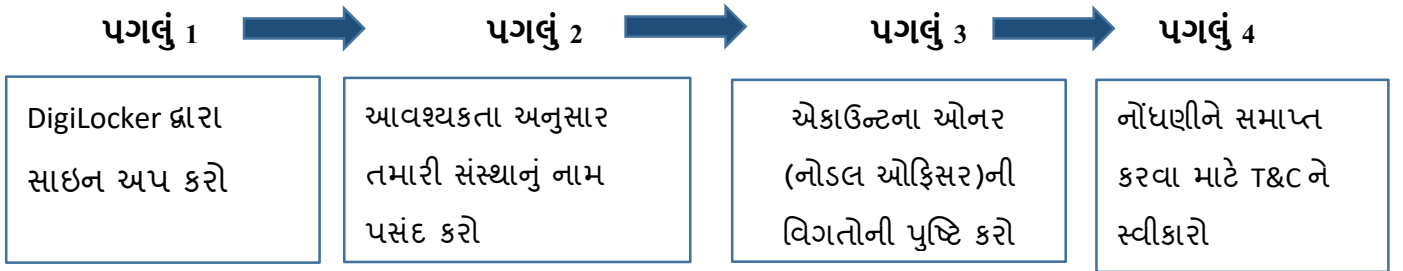 પગલું 1
પગલું 2
પગલું 3
પગલું 4
DigiLocker દ્વારા
સાઇન અપ કરો
આવશ્યકતા અનુસાર
તમારી સંસ્થાનું નામ
પસંદ કરો
એકાઉન્ટના ઓનર
(નોડલ ઓફિસર)ની
વિગતોની પુષ્ટિ કરો
નોંધણીને સમાપ્ત
કરવા માટે T&C ને
સ્વીકારો